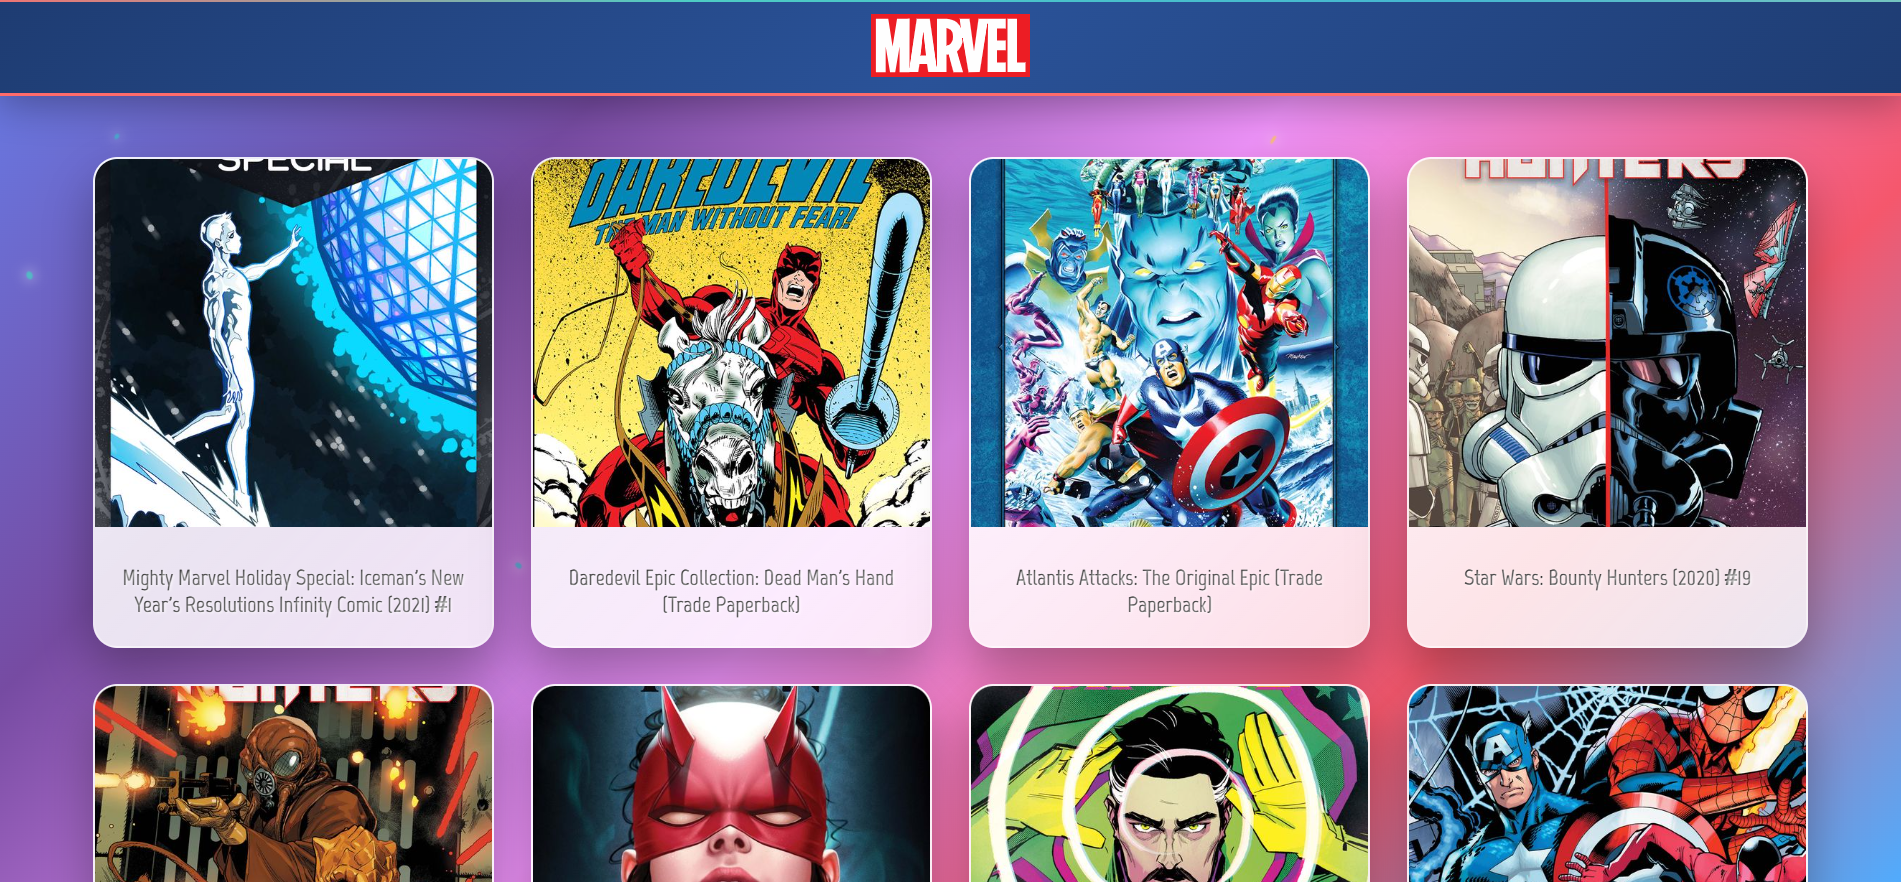 MARVEL
SPECIAL
DAREDEVIL
THE MAN WITHOUT FEAR!
HUNTERS
Mighty Marvel Holiday Special: Iceman's New
Year's Resolutions Infinity Comic (2021) #1
Daredevil Epic Collection: Dead Man's Hand
(Trade Paperback)
Atlantis Attacks: The Original Epic (Trade
Paperback)
Star Wars: Bounty Hunters (2020) #19
HUNTERS
A